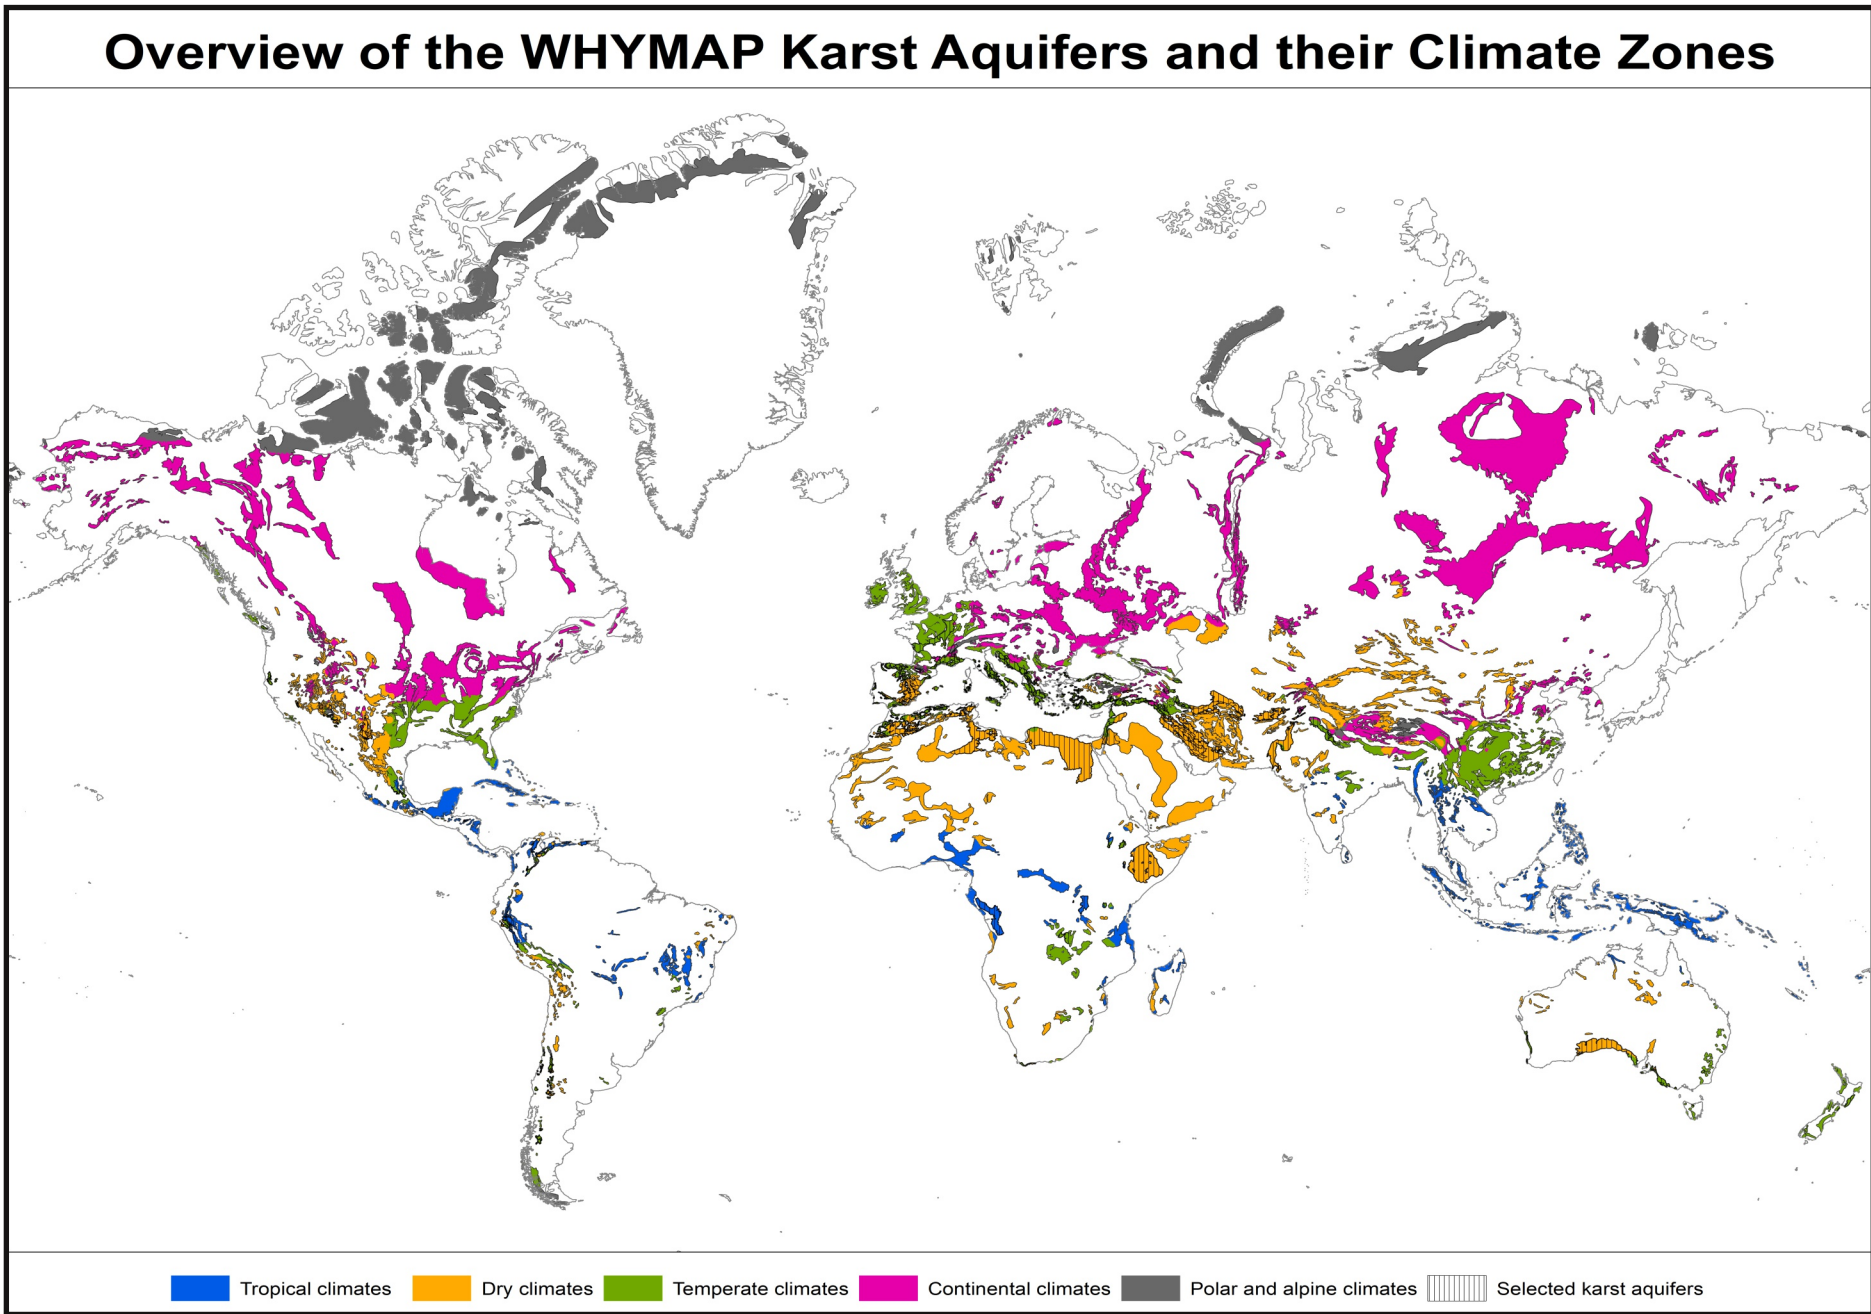 Overview of the WHYMAP Karst Aquifers and their Climate Zones
Tropical climates Dry climates Temperate climates Continental climates Polar and alpine climates Selected karst aquifers